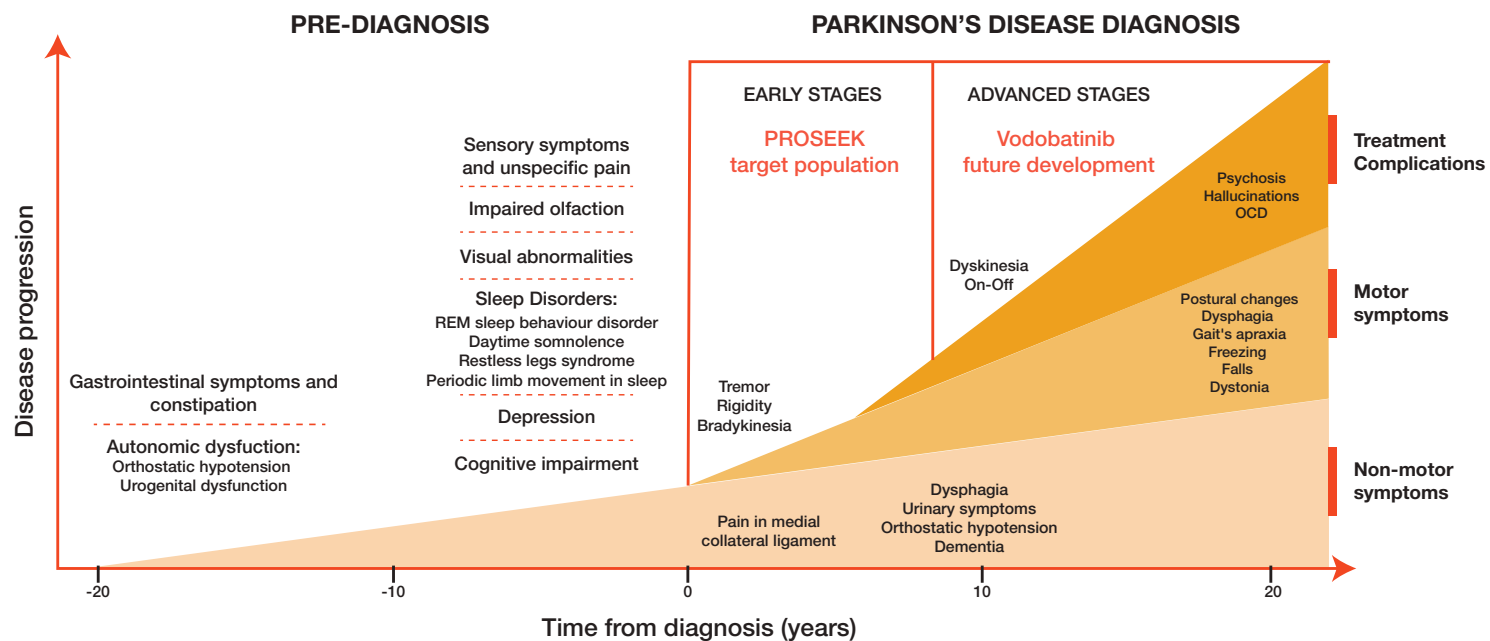 PRE-DIAGNOSIS
PARKINSON'S DISEASE DIAGNOSIS
Disease progression
Gastrointestinal symptoms and
constipation
Autonomic dysfuction:
Orthostatic hypotension
Urogenital dysfunction
Sensory symptoms
and unspecific pain
Impaired olfaction
Visual abnormalities
Sleep Disorders:
REM sleep behaviour disorder
Daytime somnolence
Restless legs syndrome
Periodic limb movement in sleep
Depression
Cognitive impairment
EARLY STAGES
PROSEEK
target population
ADVANCED STAGES
Vodobatinib
future development
Tremor
Rigidity
Bradykinesia
Dyskinesia
On-Off
Psychosis
Hallucinations
OCD
Postural changes
Dysphagia
Gait's apraxia
Freezing
Falls
Dystonia
Pain in medial
collateral ligament
Dysphagia
Urinary symptoms
Orthostatic hypotension
Dementia
Treatment
Complications
Motor
symptoms
Non-motor
symptoms
-20
-10
0
10
20
Time from diagnosis (years)